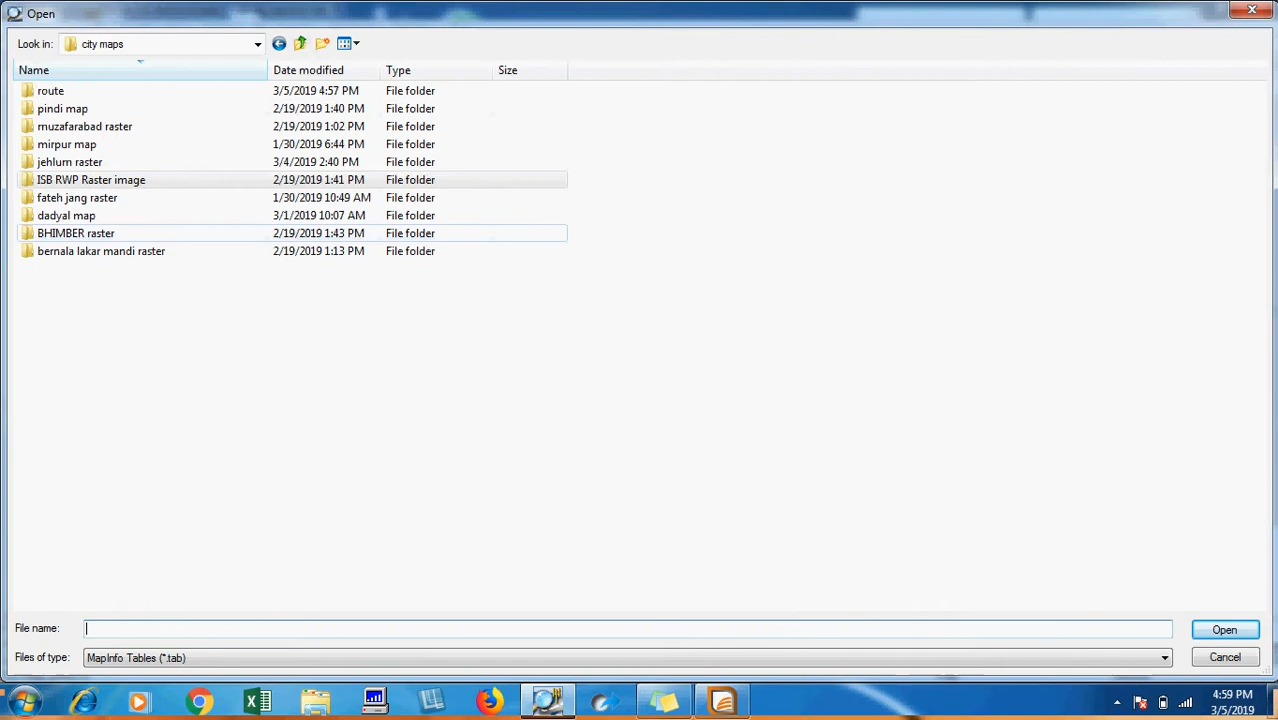 Open
Look in: city maps
Name Date modified Type Size
route 3/5/2019 4:57 PM File folder
pindi map 2/19/2019 1:40 PM File folder
muzafarabad raster 2/19/2019 1:02 PM File folder
mirpur map 1/30/2019 6:44 PM File folder
jehlum raster 3/4/2019 2:40 PM File folder
ISB RWP Raster image 2/19/2019 1:41 PM File folder
fateh jang raster 1/30/2019 10:49 AM File folder
dadyal map 3/1/2019 10:07 AM File folder
BHIMBER raster 2/19/2019 1:43 PM File folder
bernala lakar mandi raster 2/19/2019 1:13 PM File folder
File name: Open
Files of type: MapInfo Tables (*.tab) Cancel
4:59 PM
3/5/2019